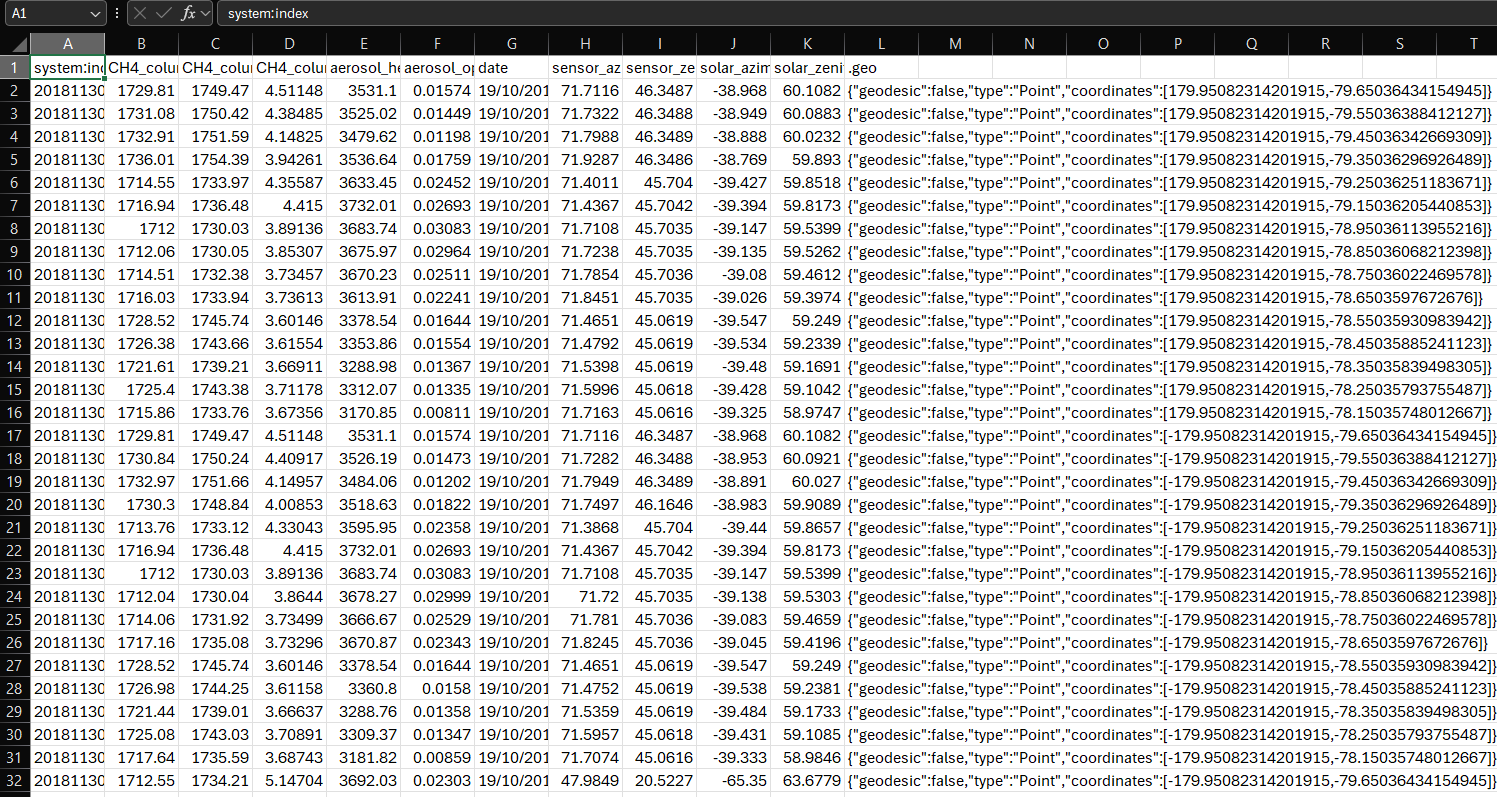 A1 fx system:index
A B C D E F G H I J K L M N O P Q R S T
1 system:ind CH4_colur CH4_colur CH4_colur aerosol_he aerosol_op date sensor_az sensor_ze solar_azim solar_zeni .geo
2 20181130 1729.81 1749.47 4.51148 3531.1 0.01574 19/10/201 71.7116 46.3487 -38.968 60.1082 {"geodesic":false,"type":"Point","coordinates":[179.95082314201915,-79.65036434154945]}
3 20181130 1731.08 1750.42 4.38485 3525.02 0.01449 19/10/201 71.7322 46.3488 -38.949 60.0883 {"geodesic":false,"type":"Point","coordinates":[179.95082314201915,-79.55036388412127]}
4 20181130 1732.91 1751.59 4.14825 3479.62 0.01198 19/10/201 71.7988 46.3489 -38.888 60.0232 {"geodesic":false,"type":"Point","coordinates":[179.95082314201915,-79.45036342669309]}
5 20181130 1736.01 1754.39 3.94261 3536.64 0.01759 19/10/201 71.9287 46.3486 -38.769 59.893 {"geodesic":false,"type":"Point","coordinates":[179.95082314201915,-79.35036296926489]}
6 20181130 1714.55 1733.97 4.35587 3633.45 0.02452 19/10/201 71.4011 45.704 -39.427 59.8518 {"geodesic":false,"type":"Point","coordinates":[179.95082314201915,-79.25036251183671]}
7 20181130 1716.94 1736.48 4.415 3732.01 0.02693 19/10/201 71.4367 45.7042 -39.394 59.8173 {"geodesic":false,"type":"Point","coordinates":[179.95082314201915,-79.15036205440853]}
8 20181130 1712 1730.03 3.89136 3683.74 0.03083 19/10/201 71.7108 45.7035 -39.147 59.5399 {"geodesic":false,"type":"Point","coordinates":[179.95082314201915,-78.95036113955216]}
9 20181130 1712.06 1730.05 3.85307 3675.97 0.02964 19/10/201 71.7238 45.7035 -39.135 59.5262 {"geodesic":false,"type":"Point","coordinates":[179.95082314201915,-78.85036068212398]}
10 20181130 1714.51 1732.38 3.73457 3670.23 0.02511 19/10/201 71.7854 45.7036 -39.08 59.4612 {"geodesic":false,"type":"Point","coordinates":[179.95082314201915,-78.75036022469578]}
11 20181130 1716.03 1733.94 3.73613 3613.91 0.02241 19/10/201 71.8451 45.7035 -39.026 59.3974 {"geodesic":false,"type":"Point","coordinates":[179.95082314201915,-78.6503597672676]}
12 20181130 1728.52 1745.74 3.60146 3378.54 0.01644 19/10/201 71.4651 45.0619 -39.547 59.249 {"geodesic":false,"type":"Point","coordinates":[179.95082314201915,-78.55035930983942]}
13 20181130 1726.38 1743.66 3.61554 3353.86 0.01554 19/10/201 71.4792 45.0619 -39.534 59.2339 {"geodesic":false,"type":"Point","coordinates":[179.95082314201915,-78.45035885241123]}
14 20181130 1721.61 1739.21 3.66911 3288.98 0.01367 19/10/201 71.5398 45.0619 -39.48 59.1691 {"geodesic":false,"type":"Point","coordinates":[179.95082314201915,-78.35035839498305]}
15 20181130 1725.4 1743.38 3.71178 3312.07 0.01335 19/10/201 71.5996 45.0618 -39.428 59.1042 {"geodesic":false,"type":"Point","coordinates":[179.95082314201915,-78.25035793755487]}
16 20181130 1715.86 1733.76 3.67356 3170.85 0.00811 19/10/201 71.7163 45.0616 -39.325 58.9747 {"geodesic":false,"type":"Point","coordinates":[179.95082314201915,-78.15035748012667]}
17 20181130 1729.81 1749.47 4.51148 3531.1 0.01574 19/10/201 71.7116 46.3487 -38.968 60.1082 {"geodesic":false,"type":"Point","coordinates":[-179.95082314201915,-79.65036434154945]}
18 20181130 1730.84 1750.24 4.40917 3526.19 0.01473 19/10/201 71.7282 46.3488 -38.953 60.0921 {"geodesic":false,"type":"Point","coordinates":[-179.95082314201915,-79.55036388412127]}
19 20181130 1732.97 1751.66 4.14957 3484.06 0.01202 19/10/201 71.7949 46.3489 -38.891 60.027 {"geodesic":false,"type":"Point","coordinates":[-179.95082314201915,-79.45036342669309]}
20 20181130 1730.3 1748.84 4.00853 3518.63 0.01822 19/10/201 71.7497 46.1646 -38.983 59.9089 {"geodesic":false,"type":"Point","coordinates":[-179.95082314201915,-79.35036296926489]}
21 20181130 1713.76 1733.12 4.33043 3595.95 0.02358 19/10/201 71.3868 45.704 -39.44 59.8657 {"geodesic":false,"type":"Point","coordinates":[-179.95082314201915,-79.25036251183671]}
22 20181130 1716.94 1736.48 4.415 3732.01 0.02693 19/10/201 71.4367 45.7042 -39.394 59.8173 {"geodesic":false,"type":"Point","coordinates":[-179.95082314201915,-79.15036205440853]}
23 20181130 1712 1730.03 3.89136 3683.74 0.03083 19/10/201 71.7108 45.7035 -39.147 59.5399 {"geodesic":false,"type":"Point","coordinates":[-179.95082314201915,-78.95036113955216]}
24 20181130 1712.04 1730.04 3.8644 3678.27 0.02999 19/10/201 71.72 45.7035 -39.138 59.5303 {"geodesic":false,"type":"Point","coordinates":[-179.95082314201915,-78.85036068212398]}
25 20181130 1714.06 1731.92 3.73499 3666.67 0.02529 19/10/201 71.781 45.7036 -39.083 59.4659 {"geodesic":false,"type":"Point","coordinates":[-179.95082314201915,-78.75036022469578]}
26 20181130 1717.16 1735.08 3.73296 3670.87 0.02343 19/10/201 71.8245 45.7036 -39.045 59.4196 {"geodesic":false,"type":"Point","coordinates":[-179.95082314201915,-78.6503597672676]}
27 20181130 1728.52 1745.74 3.60146 3378.54 0.01644 19/10/201 71.4651 45.0619 -39.547 59.249 {"geodesic":false,"type":"Point","coordinates":[-179.95082314201915,-78.55035930983942]}
28 20181130 1726.98 1744.25 3.61158 3360.8 0.0158 19/10/201 71.4752 45.0619 -39.538 59.2381 {"geodesic":false,"type":"Point","coordinates":[-179.95082314201915,-78.45035885241123]}
29 20181130 1721.44 1739.01 3.66637 3288.76 0.01358 19/10/201 71.5359 45.0619 -39.484 59.1733 {"geodesic":false,"type":"Point","coordinates":[-179.95082314201915,-78.35035839498305]}
30 20181130 1725.08 1743.03 3.70891 3309.37 0.01347 19/10/201 71.5957 45.0618 -39.431 59.1085 {"geodesic":false,"type":"Point","coordinates":[-179.95082314201915,-78.25035793755487]}
31 20181130 1717.64 1735.59 3.68743 3181.82 0.00859 19/10/201 71.7074 45.0616 -39.333 58.9846 {"geodesic":false,"type":"Point","coordinates":[-179.95082314201915,-78.15035748012667]}
32 20181130 1712.55 1734.21 5.14704 3692.03 0.02303 19/10/201 47.9849 20.5227 -65.35 63.6779 {"geodesic":false,"type":"Point","coordinates":[-179.95082314201915,-79.65036434154945]}